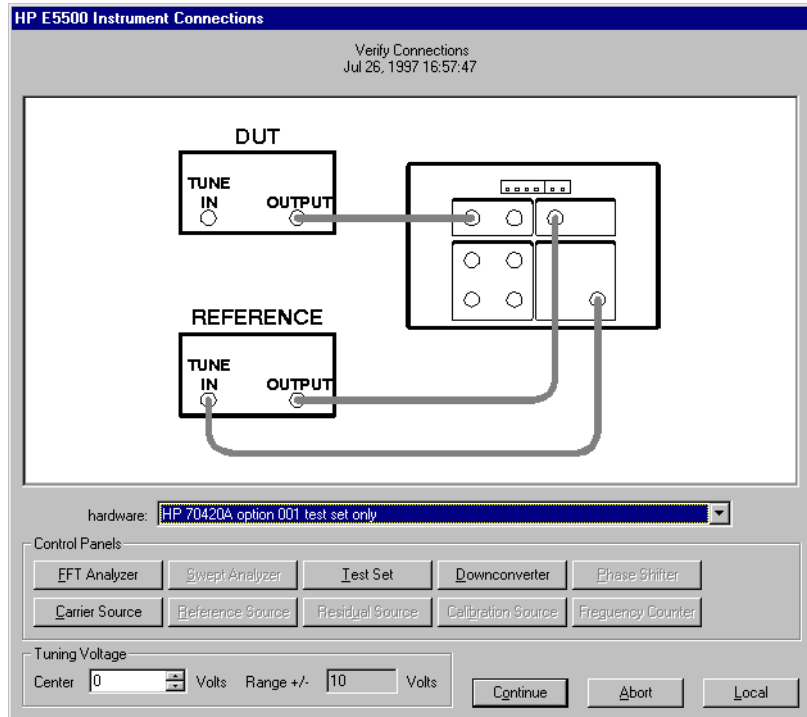 HP E5500 Instrument Connections
Verify Connections
Jul 26, 1997 16:57:47
DUT
TUNE
IN OUTPUT
REFERENCE
TUNE
IN OUTPUT
hardware: HP 70420A option 001 test set only
Control Panels
FFT Analyzer Swept Analyzer Test Set Downconverter Phase Shifter
Carrier Source Reference Source Residual Source Calibration Source Frequency Counter
Tuning Voltage
Center 0 Volts Range +/- 10 Volts
Continue Abort Local